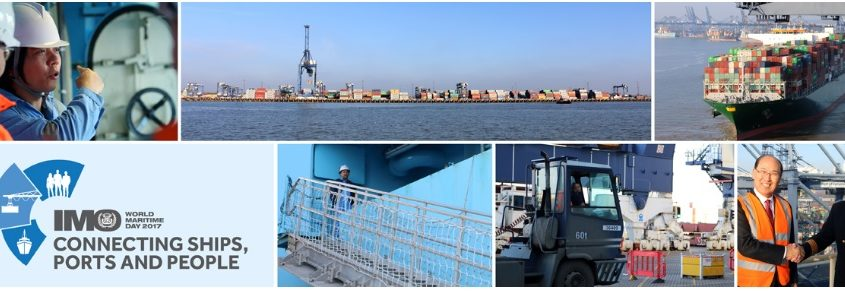 IMO
WORLD
MARITIME
DAY 2017
CONNECTING SHIPS,
PORTS AND PEOPLE
601